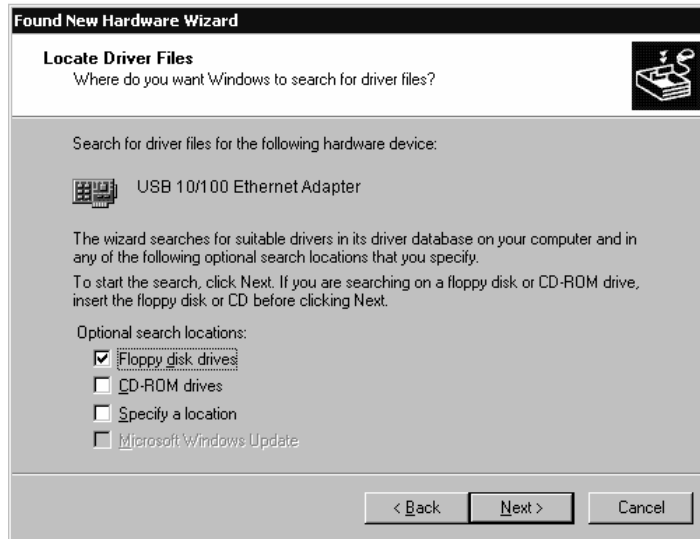 Found New Hardware Wizard
Locate Driver Files
Where do you want Windows to search for driver files?
Search for driver files for the following hardware device:
USB 10/100 Ethernet Adapter
The wizard searches for suitable drivers in its driver database on your computer and in
any of the following optional search locations that you specify.
To start the search, click Next. If you are searching on a floppy disk or CD-ROM drive,
insert the floppy disk or CD before clicking Next.
Optional search locations:
Floppy disk drives
CD-ROM drives
Specify a location
Microsoft Windows Update
< Back Next > Cancel